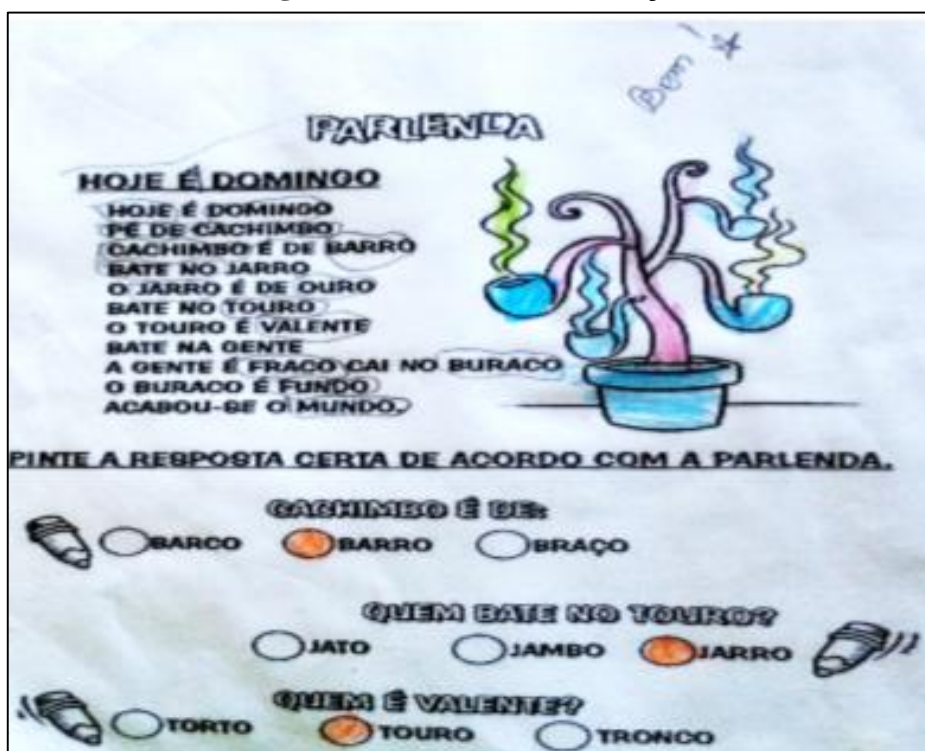 Bom!
PARLENDA
HOJE É DOMINGO
HOJE É DOMINGO
PÉ DE CACHIMBO
CACHIMBO É DE BARRO
BATE NO JARRO
O JARRO É DE OURO
BATE NO TOURO
O TOURO É VALENTE
BATE NA GENTE
A GENTE É FRACO CAI NO BURACO
O BURACO É FUNDO
ACABOU-SE O MUNDO.
PINTE A RESPOSTA CERTA DE ACORDO COM A PARLENDA.
CACHIMBO É DE:
BARCO BARRO BRAÇO
QUEM BATE NO TOURO?
JATO JAMBO JARRO
QUEM É VALENTE?
TORTO TOURO TRONCO